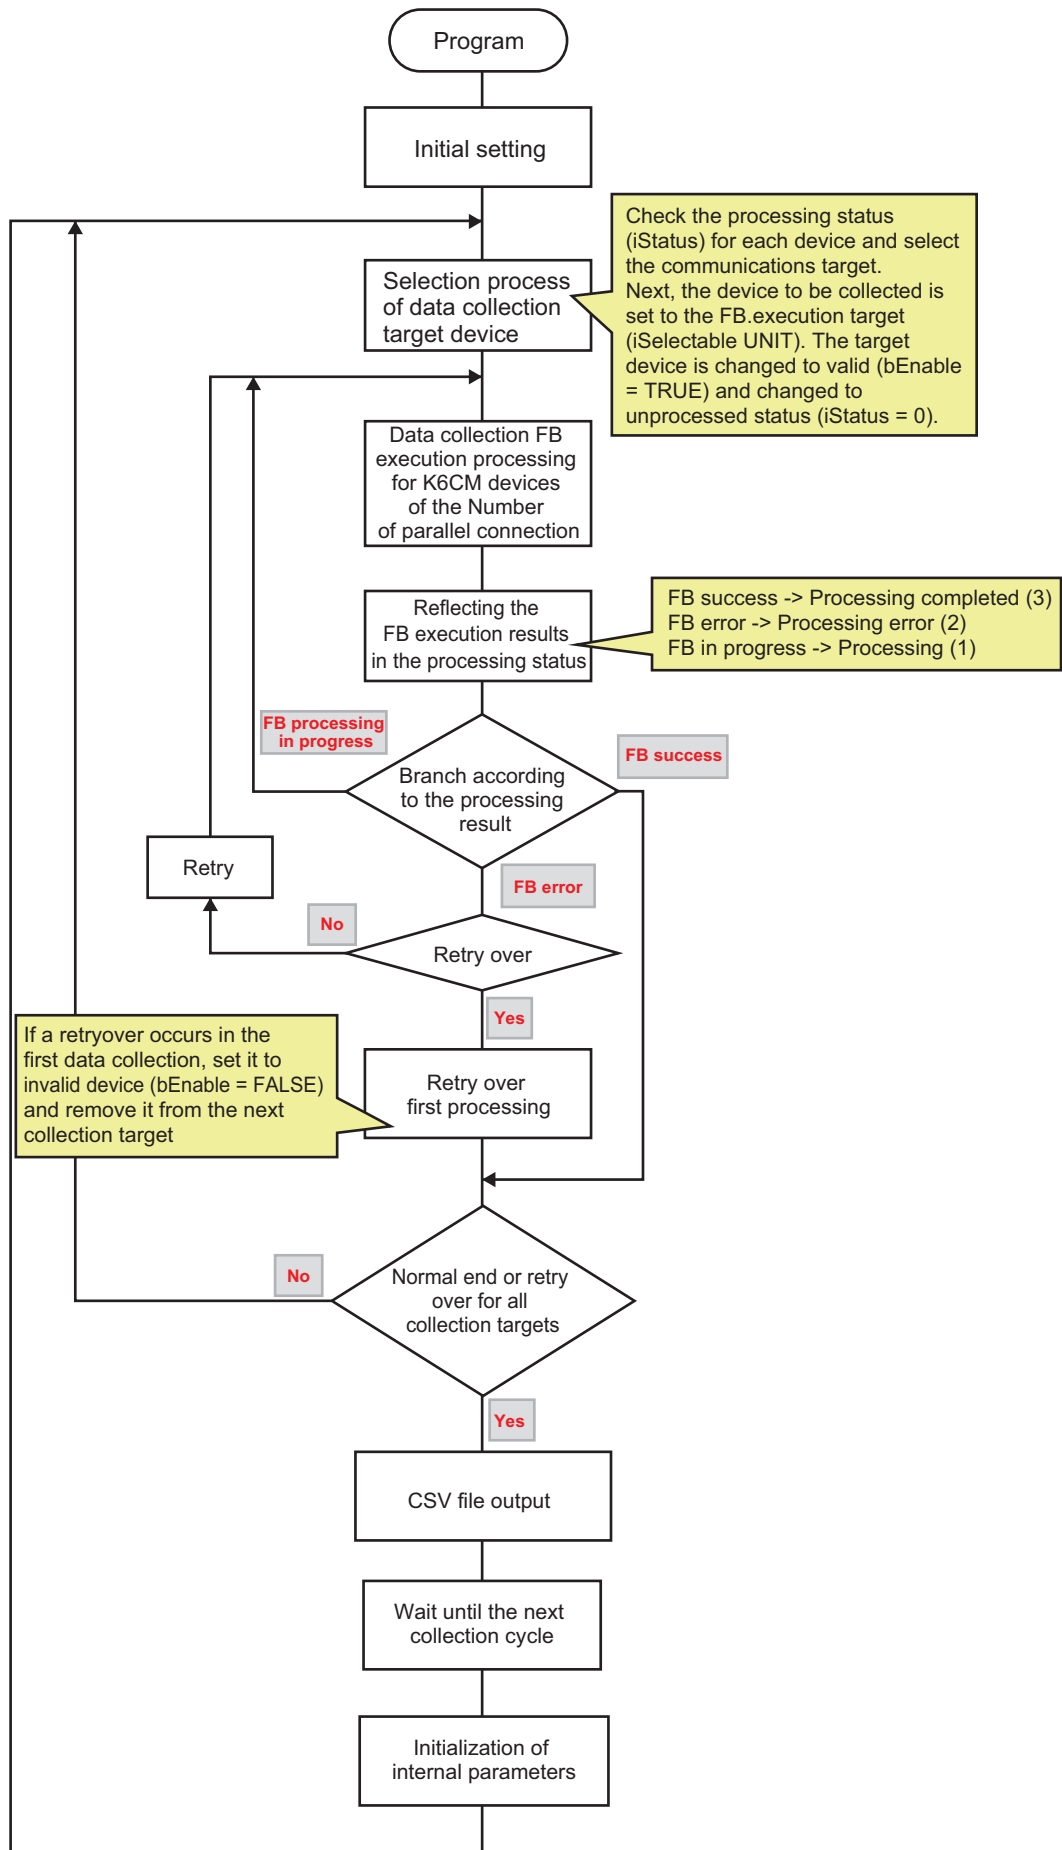 Program
Initial setting
Check the processing status
(iStatus) for each device and select
the communications target.
Next, the device to be collected is
set to the FB.execution target
(iSelectable UNIT). The target
device is changed to valid (bEnable
= TRUE) and changed to
unprocessed status (iStatus = 0).
Selection process
of data collection
target device
Data collection FB
execution processing
for K6CM devices
of the Number
of parallel connection
Reflecting the
FB execution results
in the processing status
FB success -> Processing completed (3)
FB error -> Processing error (2)
FB in progress -> Processing (1)
FB processing
in progress
FB success
Branch according
to the processing
result
Retry
FB error
No
Retry over
Yes
If a retryover occurs in the
first data collection, set it to
invalid device (bEnable = FALSE)
and remove it from the next
collection target
Retry over
first processing
No
Normal end or retry
over for all
collection targets
Yes
CSV file output
Wait until the next
collection cycle
Initialization of
internal parameters